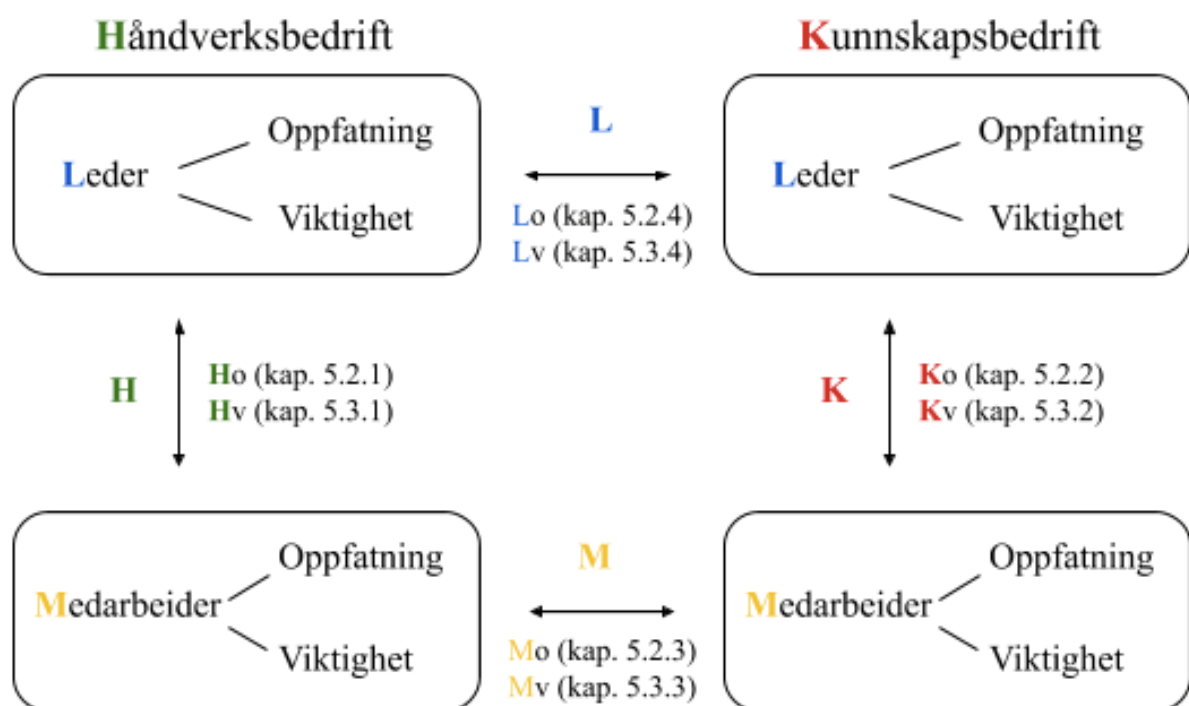 Håndverksbedrift
Kunnskapsbedrift
Leder
Oppfatning
Viktighet
L
Lo (kap. 5.2.4)
Lv (kap. 5.3.4)
Leder
Oppfatning
Viktighet
H
Ho (kap. 5.2.1)
Hv (kap. 5.3.1)
K
Ko (kap. 5.2.2)
Kv (kap. 5.3.2)
Medarbeider
Oppfatning
Viktighet
M
Mo (kap. 5.2.3)
Mv (kap. 5.3.3)
Medarbeider
Oppfatning
Viktighet